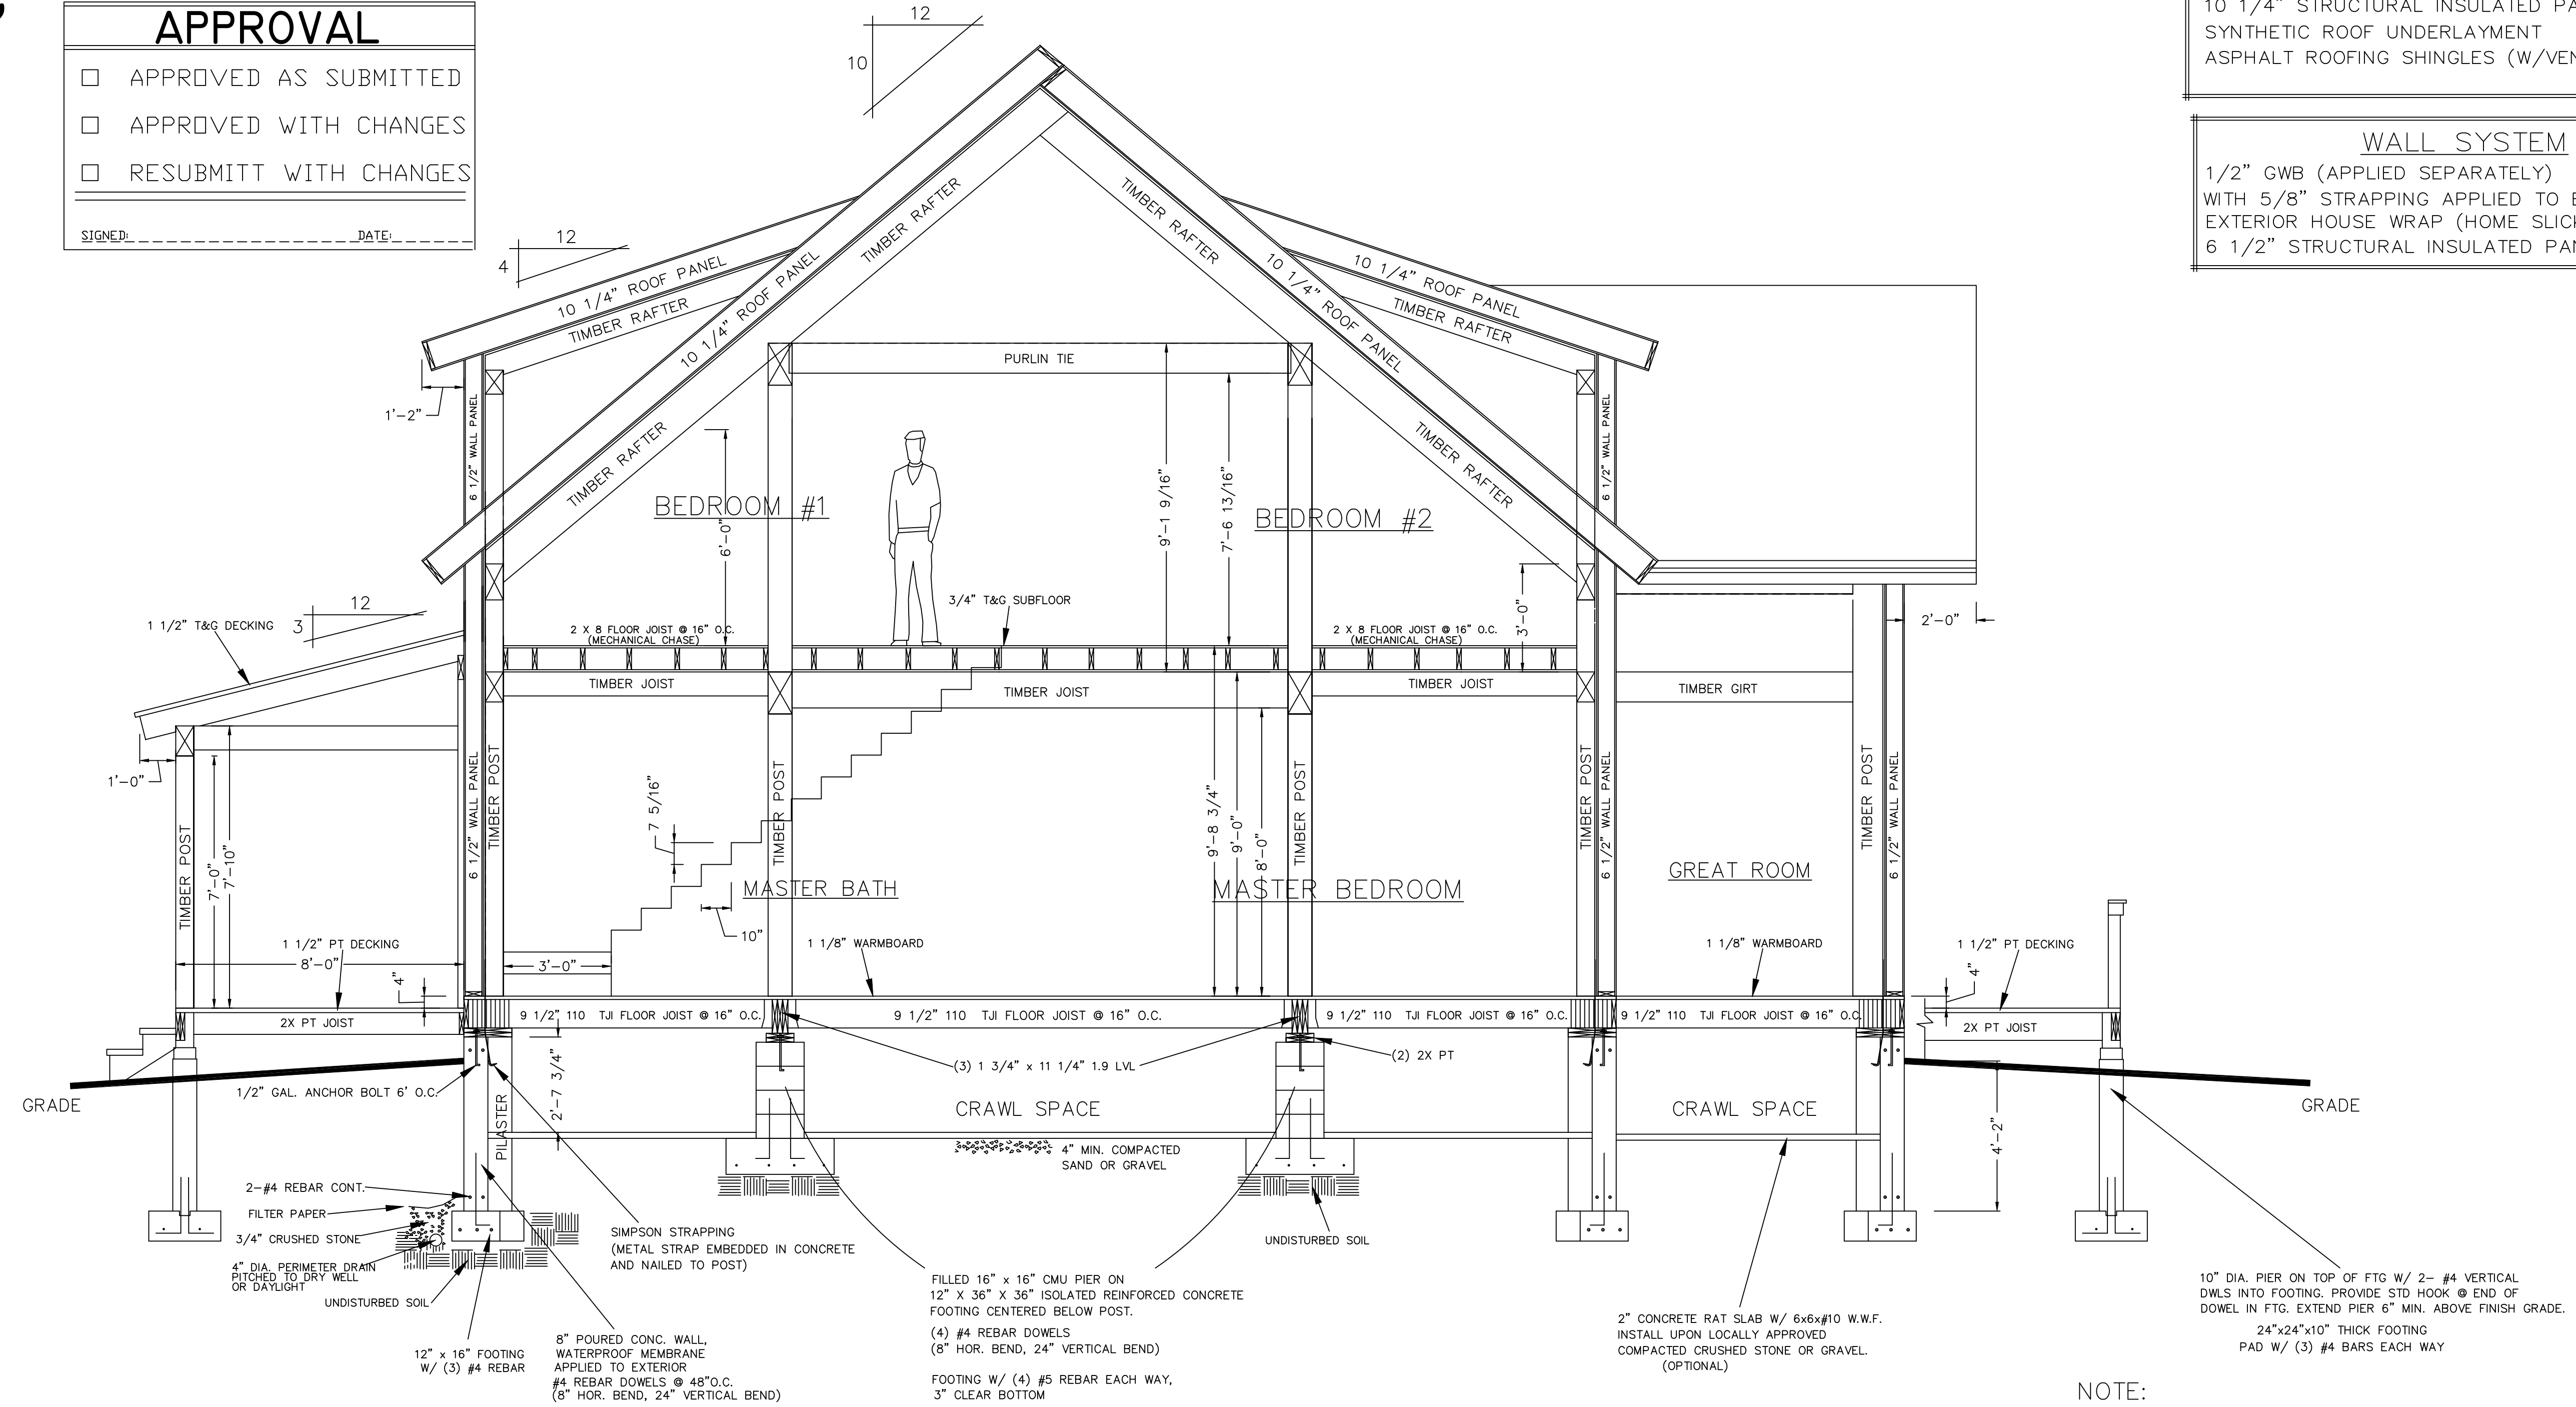 APPROVAL
□ APPROVED AS SUBMITTED
□ APPROVED WITH CHANGES
□ RESUBMITT WITH CHANGES
SIGNED: DATE:
10 1/4" STRUCTURAL INSULATED
SYNTHETIC ROOF UNDERLAYMENT
ASPHALT ROOFING SHINGLES
WALL SYSTEM
1/2" GWB (APPLIED SEPARATELY)
WITH 5/8" STRAPPING APPLIED TO
EXTERIOR HOUSE WRAP (HOME
6 1/2" STRUCTURAL INSULATED
12
10
12
4
12
3
10 1/4" ROOF PANEL
TIMBER RAFTER
10 1/4" ROOF PANEL
TIMBER RAFTER
TIMBER RAFTER
TIMBER RAFTER
10 1/4" ROOF PANEL
10 1/4" ROOF PANEL
TIMBER RAFTER
TIMBER RAFTER
PURLIN TIE
1'-2"
6 1/2" WALL PANEL
6 1/2" WALL PANEL
BEDROOM #1
6'-0"
9'-1 9/16"
7'-6 13/16"
BEDROOM #2
3'-0"
2'-0"
1 1/2" T&G DECKING
3/4" T&G SUBFLOOR
2 X 8 FLOOR JOIST @ 16" O.C.
(MECHANICAL CHASE)
2 X 8 FLOOR JOIST @ 16" O.C.
(MECHANICAL CHASE)
TIMBER JOIST
TIMBER JOIST
TIMBER JOIST
TIMBER GIRT
1'-0"
TIMBER POST
7'-0"
7'-10"
6 1/2" WALL PANEL
TIMBER POST
7 5/16"
TIMBER POST
9'-8 3/4"
9'-0"
8'-0"
TIMBER POST
TIMBER POST
6 1/2" WALL PANEL
TIMBER POST
6 1/2" WALL PANEL
MASTER BATH
MASTER BEDROOM
GREAT ROOM
10"
1 1/2" PT DECKING
8'-0"
4"
3'-0"
1 1/8" WARMBOARD
1 1/8" WARMBOARD
1 1/2" PT DECKING
4"
2X PT JOIST
9 1/2" 110 TJI FLOOR JOIST @ 16" O.C.
9 1/2" 110 TJI FLOOR JOIST @ 16" O.C.
9 1/2" 110 TJI FLOOR JOIST @ 16" O.C.
9 1/2" 110 TJI FLOOR JOIST @ 16" O.C.
2X PT JOIST
(3) 1 3/4" x 11 1/4" 1.9 LVL
(2) 2X PT
1/2" GAL. ANCHOR BOLT 6' O.C.
2'-7 3/4"
PILASTER
GRADE
CRAWL SPACE
CRAWL SPACE
GRADE
4'-2"
4" MIN. COMPACTED
SAND OR GRAVEL
2-#4 REBAR CONT.
FILTER PAPER
3/4" CRUSHED STONE
4" DIA. PERIMETER DRAIN
PITCHED TO DRY WELL
OR DAYLIGHT
UNDISTURBED SOIL
SIMPSON STRAPPING
(METAL STRAP EMBEDDED IN CONCRETE
AND NAILED TO POST)
UNDISTURBED SOIL
12" x 16" FOOTING
W/ (3) #4 REBAR
8" POURED CONC. WALL,
WATERPROOF MEMBRANE
APPLIED TO EXTERIOR
#4 REBAR DOWELS @ 48"O.C.
(8" HOR. BEND, 24" VERTICAL BEND)
FILLED 16" x 16" CMU PIER ON
12" X 36" X 36" ISOLATED REINFORCED CONCRETE
FOOTING CENTERED BELOW POST.
(4) #4 REBAR DOWELS
(8" HOR. BEND, 24" VERTICAL BEND)
FOOTING W/ (4) #5 REBAR EACH WAY,
3" CLEAR BOTTOM
2" CONCRETE RAT SLAB W/ 6x6x#10 W.W.F.
INSTALL UPON LOCALLY APPROVED
COMPACTED CRUSHED STONE OR GRAVEL.
(OPTIONAL)
10" DIA. PIER ON TOP OF FTG W/ 2- #4 VERTICAL
DWLS INTO FOOTING. PROVIDE STD HOOK @ END OF
DOWEL IN FTG. EXTEND PIER 6" MIN. ABOVE FINISH GRADE.
24"x24"x10" THICK FOOTING
PAD W/ (3) #4 BARS EACH WAY
NOTE: